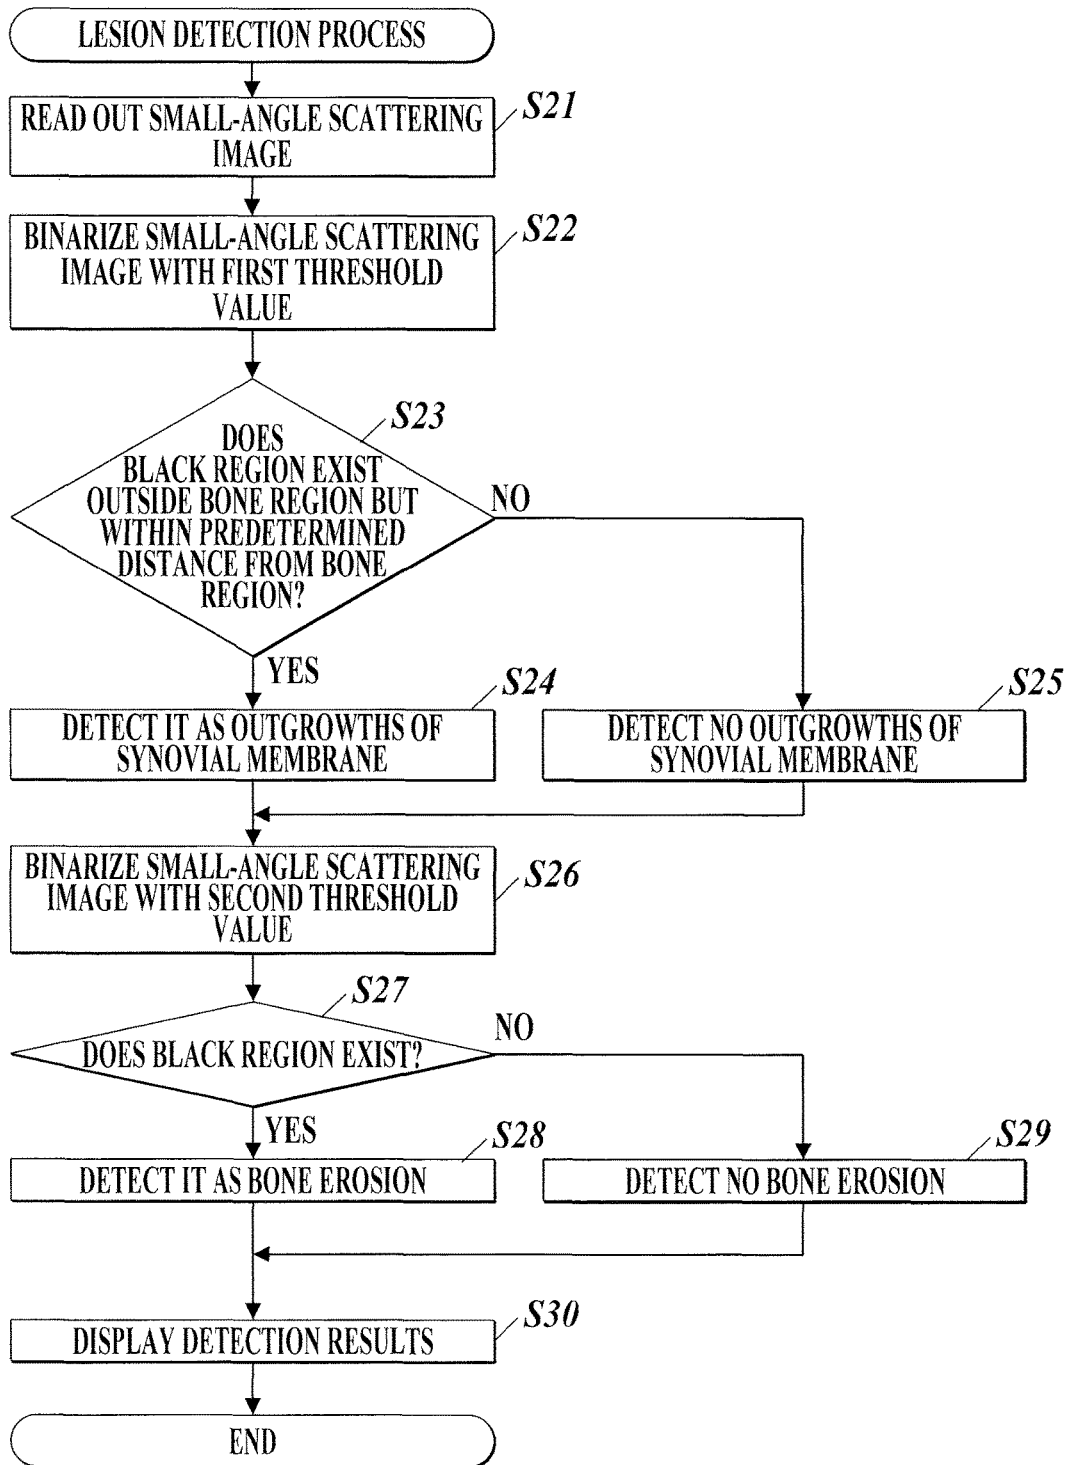 LESION DETECTION PROCESS
S21
READ OUT SMALL-ANGLE SCATTERING
IMAGE
S22
BINARIZE SMALL-ANGLE SCATTERING
IMAGE WITH FIRST THRESHOLD
VALUE
S23
DOES
BLACK REGION EXIST
OUTSIDE BONE REGION BUT
WITHIN PREDETERMINED
DISTANCE FROM BONE
REGION?
NO
YES
S24
DETECT IT AS OUTGROWTHS OF
SYNOVIAL MEMBRANE
S25
DETECT NO OUTGROWTHS OF
SYNOVIAL MEMBRANE
S26
BINARIZE SMALL-ANGLE SCATTERING
IMAGE WITH SECOND THRESHOLD
VALUE
S27
DOES BLACK REGION EXIST?
NO
YES
S28
DETECT IT AS BONE EROSION
S29
DETECT NO BONE EROSION
S30
DISPLAY DETECTION RESULTS
END